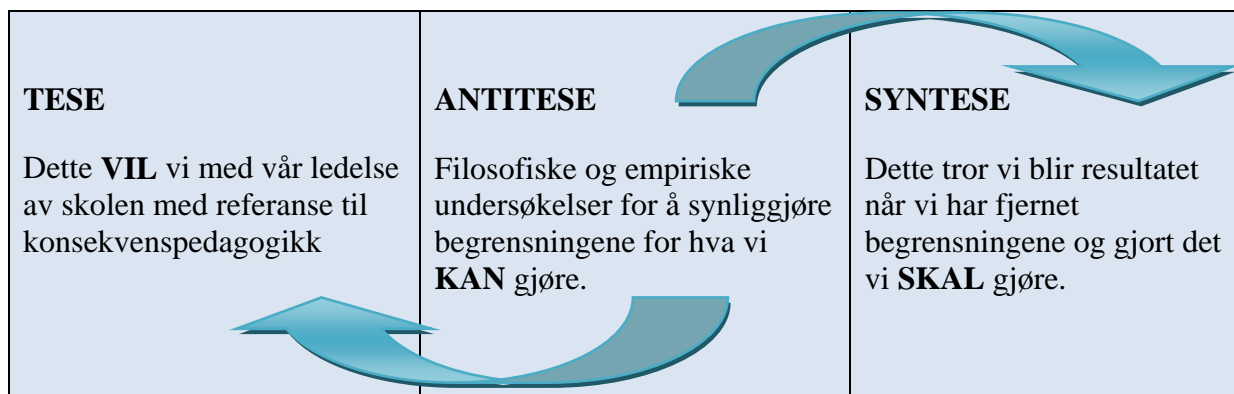 TESE
Dette VIL vi med vår ledelse
av skolen med referanse til
konsekvenspedagogikk
ANTITESE
Filosofiske og empiriske
undersøkelser for å synliggjøre
begrensningene for hva vi
KAN gjøre.
SYNTESE
Dette tror vi blir resultatet
når vi har fjernet
begrensningene og gjort det
vi SKAL gjøre.